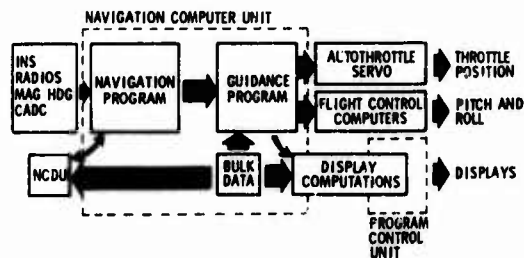 NAVIGATION COMPUTER UNIT
INS
RADIOS
MAG HDG
CADC
NAVIGATION
PROGRAM
GUIDANCE
PROGRAM
AUTOTHROTTLE
SERVO
THROTTLE
POSITION
FLIGHT CONTROL
COMPUTERS
PITCH AND
ROLL
NCDU
BULK
DATA
DISPLAY
COMPUTATIONS
DISPLAYS
PROGRAM
CONTROL
UNIT